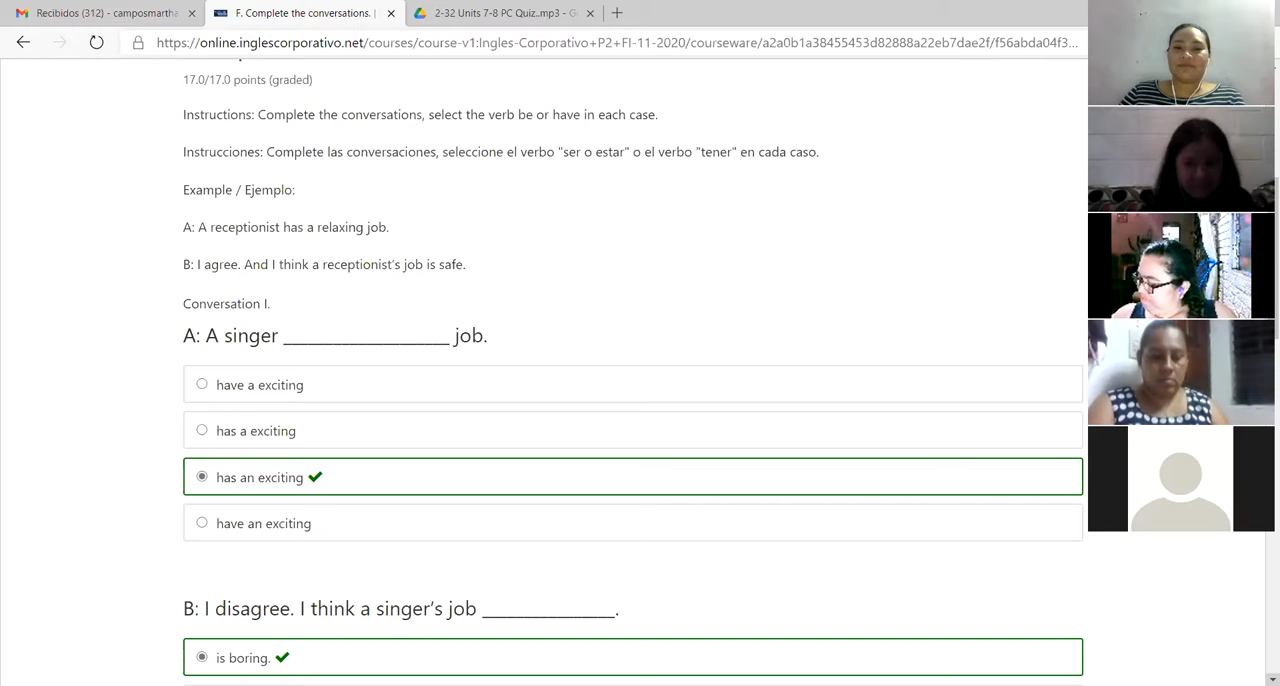 Recibidos (312) - camposmartha
F. Complete the conversations. |
2-32 Units 7-8 PC Quiz..mp3 - G
https://online.inglescorporativo.net/courses/course-v1:Ingles-Corporativo+P2+FI-11-2020/courseware/a2a0b1a38455453d82888a22eb7dae2f/f56abda04f3...
17.0/17.0 points (graded)
Instructions: Complete the conversations, select the verb be or have in each case.
Instrucciones: Complete las conversaciones, seleccione el verbo "ser o estar" o el verbo "tener" en cada caso.
Example / Ejemplo:
A: A receptionist has a relaxing job.
B: I agree. And I think a receptionist's job is safe.
Conversation I.
A: A singer ____________________ job.
have a exciting
has a exciting
has an exciting
have an exciting
B: I disagree. I think a singer's job ________________.
is boring.